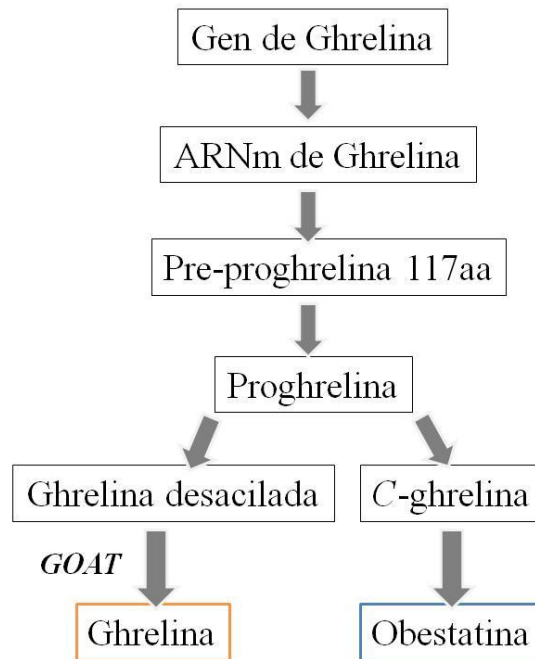 Gen de Ghrelina
ARNm de Ghrelina
Pre-proghrelina 117aa
Proghrelina
Ghrelina desacilada
C-ghrelina
GOAT
Ghrelina
Obestatina